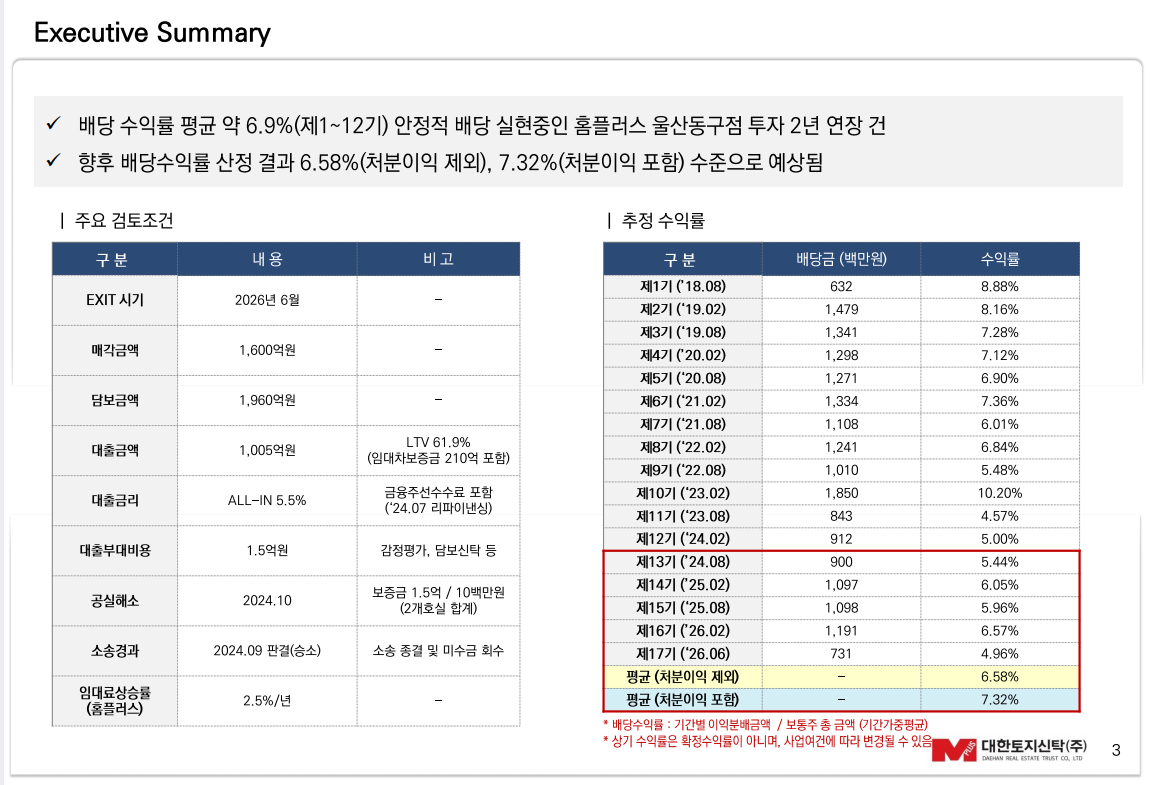 Executive Summary
✓ 배당 수익률 평균 약 6.9%(제1~12기) 안정적 배당 실현중인 홈플러스 울산동구점 투자 2년 연장 건
✓ 향후 배당수익률 산정 결과 6.58%(처분이익 제외), 7.32%(처분이익 포함) 수준으로 예상됨
| 주요 검토조건
구 분 내 용 비 고
EXIT 시기 2026년 6월 –
매각금액 1,600억원 –
담보금액 1,960억원 –
대출금액 1,005억원 LTV 61.9%
(임대차보증금 210억 포함)
대출금리 ALL-IN 5.5% 금융주선수수료 포함
(‘24.07 리파이낸싱)
대출부대비용 1.5억원 감정평가, 담보신탁 등
공실해소 2024.10 보증금 1.5억 / 10백만원
(2개호실 합계)
소송경과 2024.09 판결(승소) 소송 종결 및 미수금 회수
임대료상승률
(홈플러스) 2.5%/년 –
| 추정 수익률
구 분 배당금 (백만원) 수익률
제1기 (’18.08) 632 8.88%
제2기 (‘19.02) 1,479 8.16%
제3기 (‘19.08) 1,341 7.28%
제4기 (’20.02) 1,298 7.12%
제5기 (’20.08) 1,271 6.90%
제6기 (‘21.02) 1,334 7.36%
제7기 (‘21.08) 1,108 6.01%
제8기 (‘22.02) 1,241 6.84%
제9기 (‘22.08) 1,010 5.48%
제10기 (‘23.02) 1,850 10.20%
제11기 (‘23.08) 843 4.57%
제12기 (‘24.02) 912 5.00%
제13기 (’24.08) 900 5.44%
제14기 (’25.02) 1,097 6.05%
제15기 (’25.08) 1,098 5.96%
제16기 (’26.02) 1,191 6.57%
제17기 (’26.06) 731 4.96%
평균 (처분이익 제외) – 6.58%
평균 (처분이익 포함) – 7.32%
* 배당수익률 : 기간별 이익분배금액 / 보통주 총 금액 (기간가중평균)
* 상기 수익률은 확정수익률이 아니며, 사업여건에 따라 변경될 수 있음
M PLUS 대한토지신탁(주)
DAEHAN REAL ESTATE TRUST CO., LTD
3